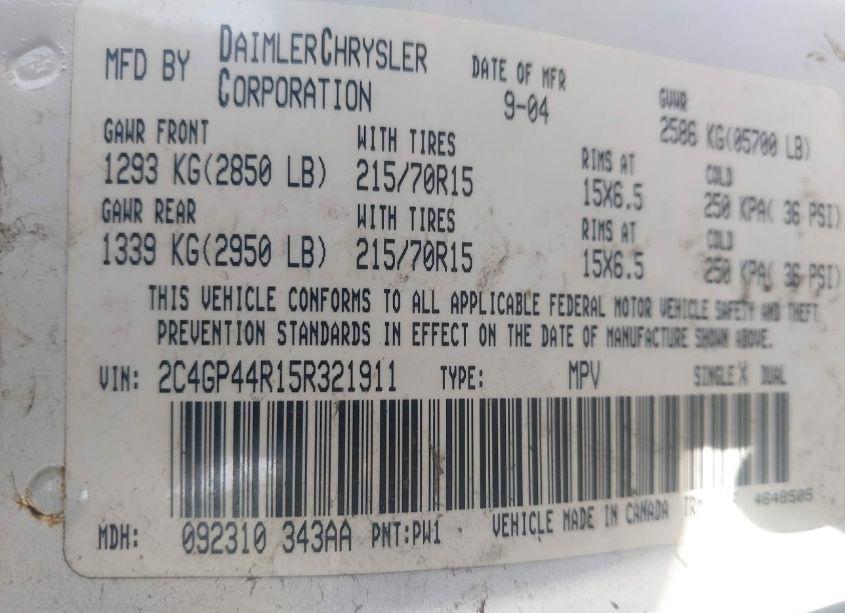 MFD BY DAIMLERCHRYSLER CORPORATION DATE OF MFR 9-04 GVWR 2586 KG(05700 LB)
GAWR FRONT WITH TIRES RIMS AT COLD
1293 KG(2850 LB) 215/70R15 15X6.5 250 KPA( 36 PSI)
GAWR REAR WITH TIRES RIMS AT COLD
1339 KG(2950 LB) 215/70R15 15X6.5 250 KPA( 36 PSI)
THIS VEHICLE CONFORMS TO ALL APPLICABLE FEDERAL MOTOR VEHICLE SAFETY AND THEFT
PREVENTION STANDARDS IN EFFECT ON THE DATE OF MANUFACTURE SHOWN ABOVE.
VIN: 2C4GP44R15R321911 TYPE: MPV SINGLE X DUAL
MDH: 092310 343AA PNT:PW1 VEHICLE MADE IN CANADA 4648505